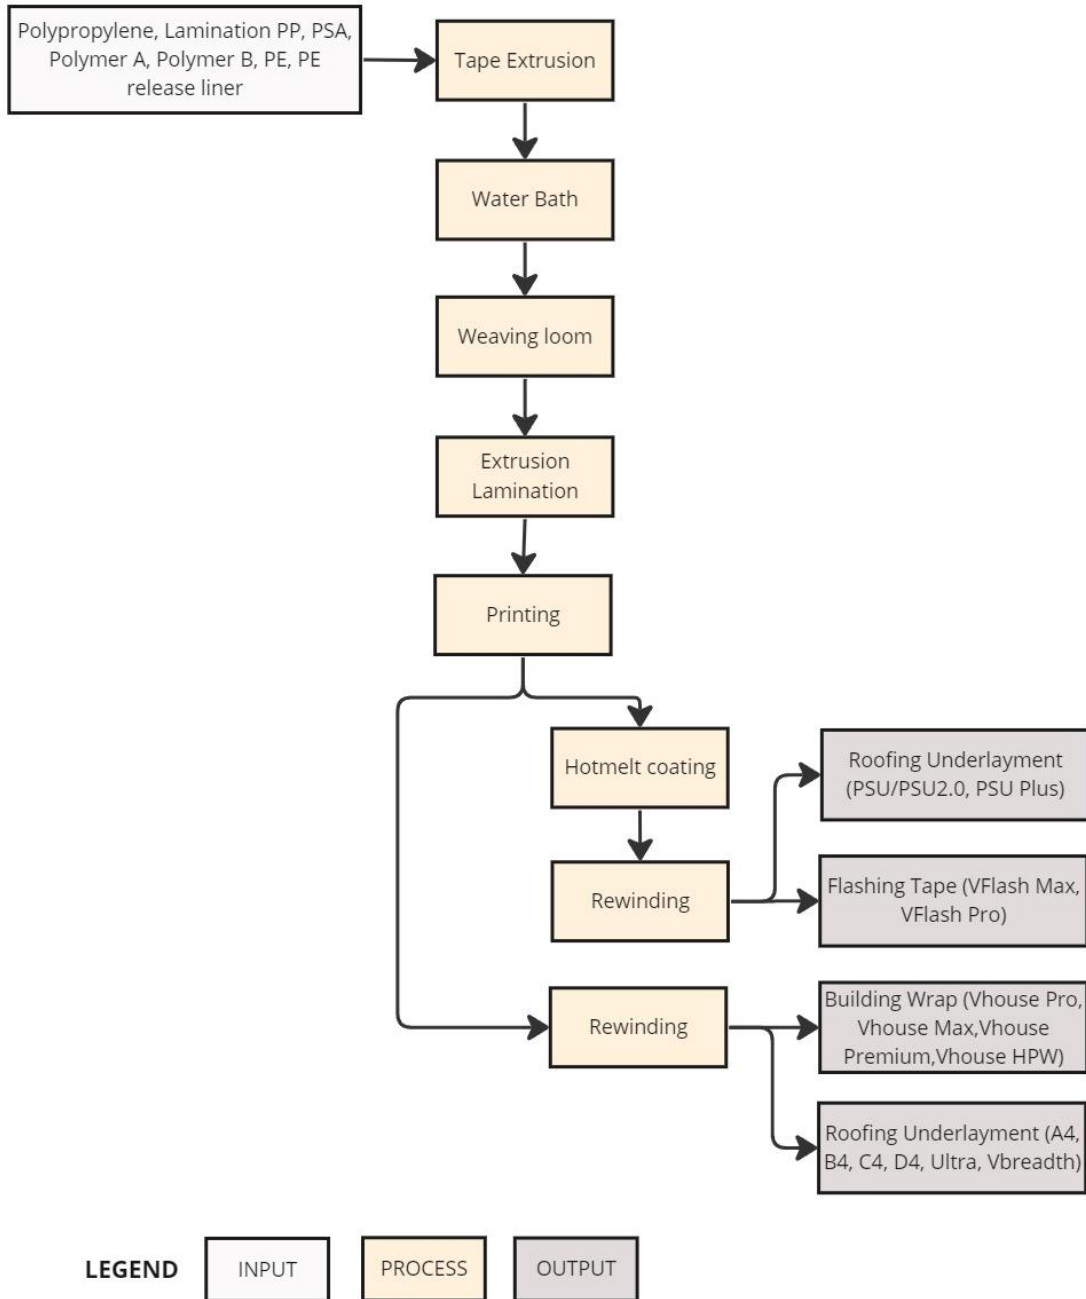 Polypropylene, Lamination PP, PSA,
Polymer A, Polymer B, PE, PE
release liner
Tape Extrusion
Water Bath
Weaving loom
Extrusion
Lamination
Printing
Hotmelt coating
Roofing Underlayment
(PSU/PSU2.0, PSU Plus)
Rewinding
Flashing Tape (VFlash Max,
VFlash Pro)
Rewinding
Building Wrap (Vhouse Pro,
Vhouse Max,Vhouse
Premium,Vhouse HPW)
Roofing Underlayment (A4,
B4, C4, D4, Ultra, Vbreadth)
LEGEND
INPUT
PROCESS
OUTPUT